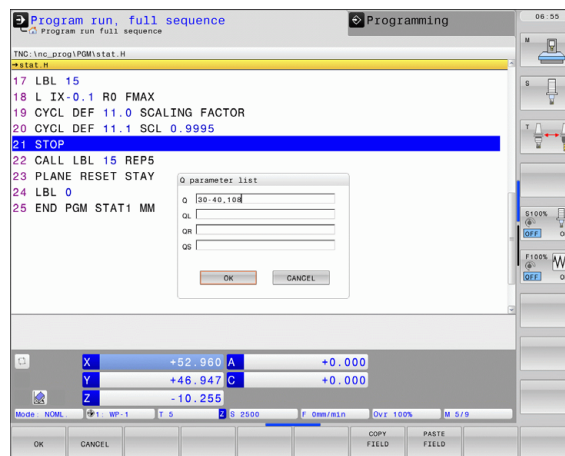 Program run, full sequence
Program run full sequence
Programming
06:55
TNC:\nc_prog\PGM\stat.H
→stat.H
17 LBL 15
18 L IX-0.1 R0 FMAX
19 CYCL DEF 11.0 SCALING FACTOR
20 CYCL DEF 11.1 SCL 0.9995
21 STOP
22 CALL LBL 15 REP5
23 PLANE RESET STAY
24 LBL 0
25 END PGM STAT1 MM
Q parameter list
Q 30-40,108
QL
QR
QS
OK CANCEL
M
S
T
S100%
OFF
F100%
OFF
X +52.960 A +0.000
Y +46.947 C +0.000
Z -10.255
Mode: NOML. 1: WP-1 T 5 Z S 2500 F 0mm/min Ovr 100% M 5/9
OK CANCEL COPY FIELD PASTE FIELD